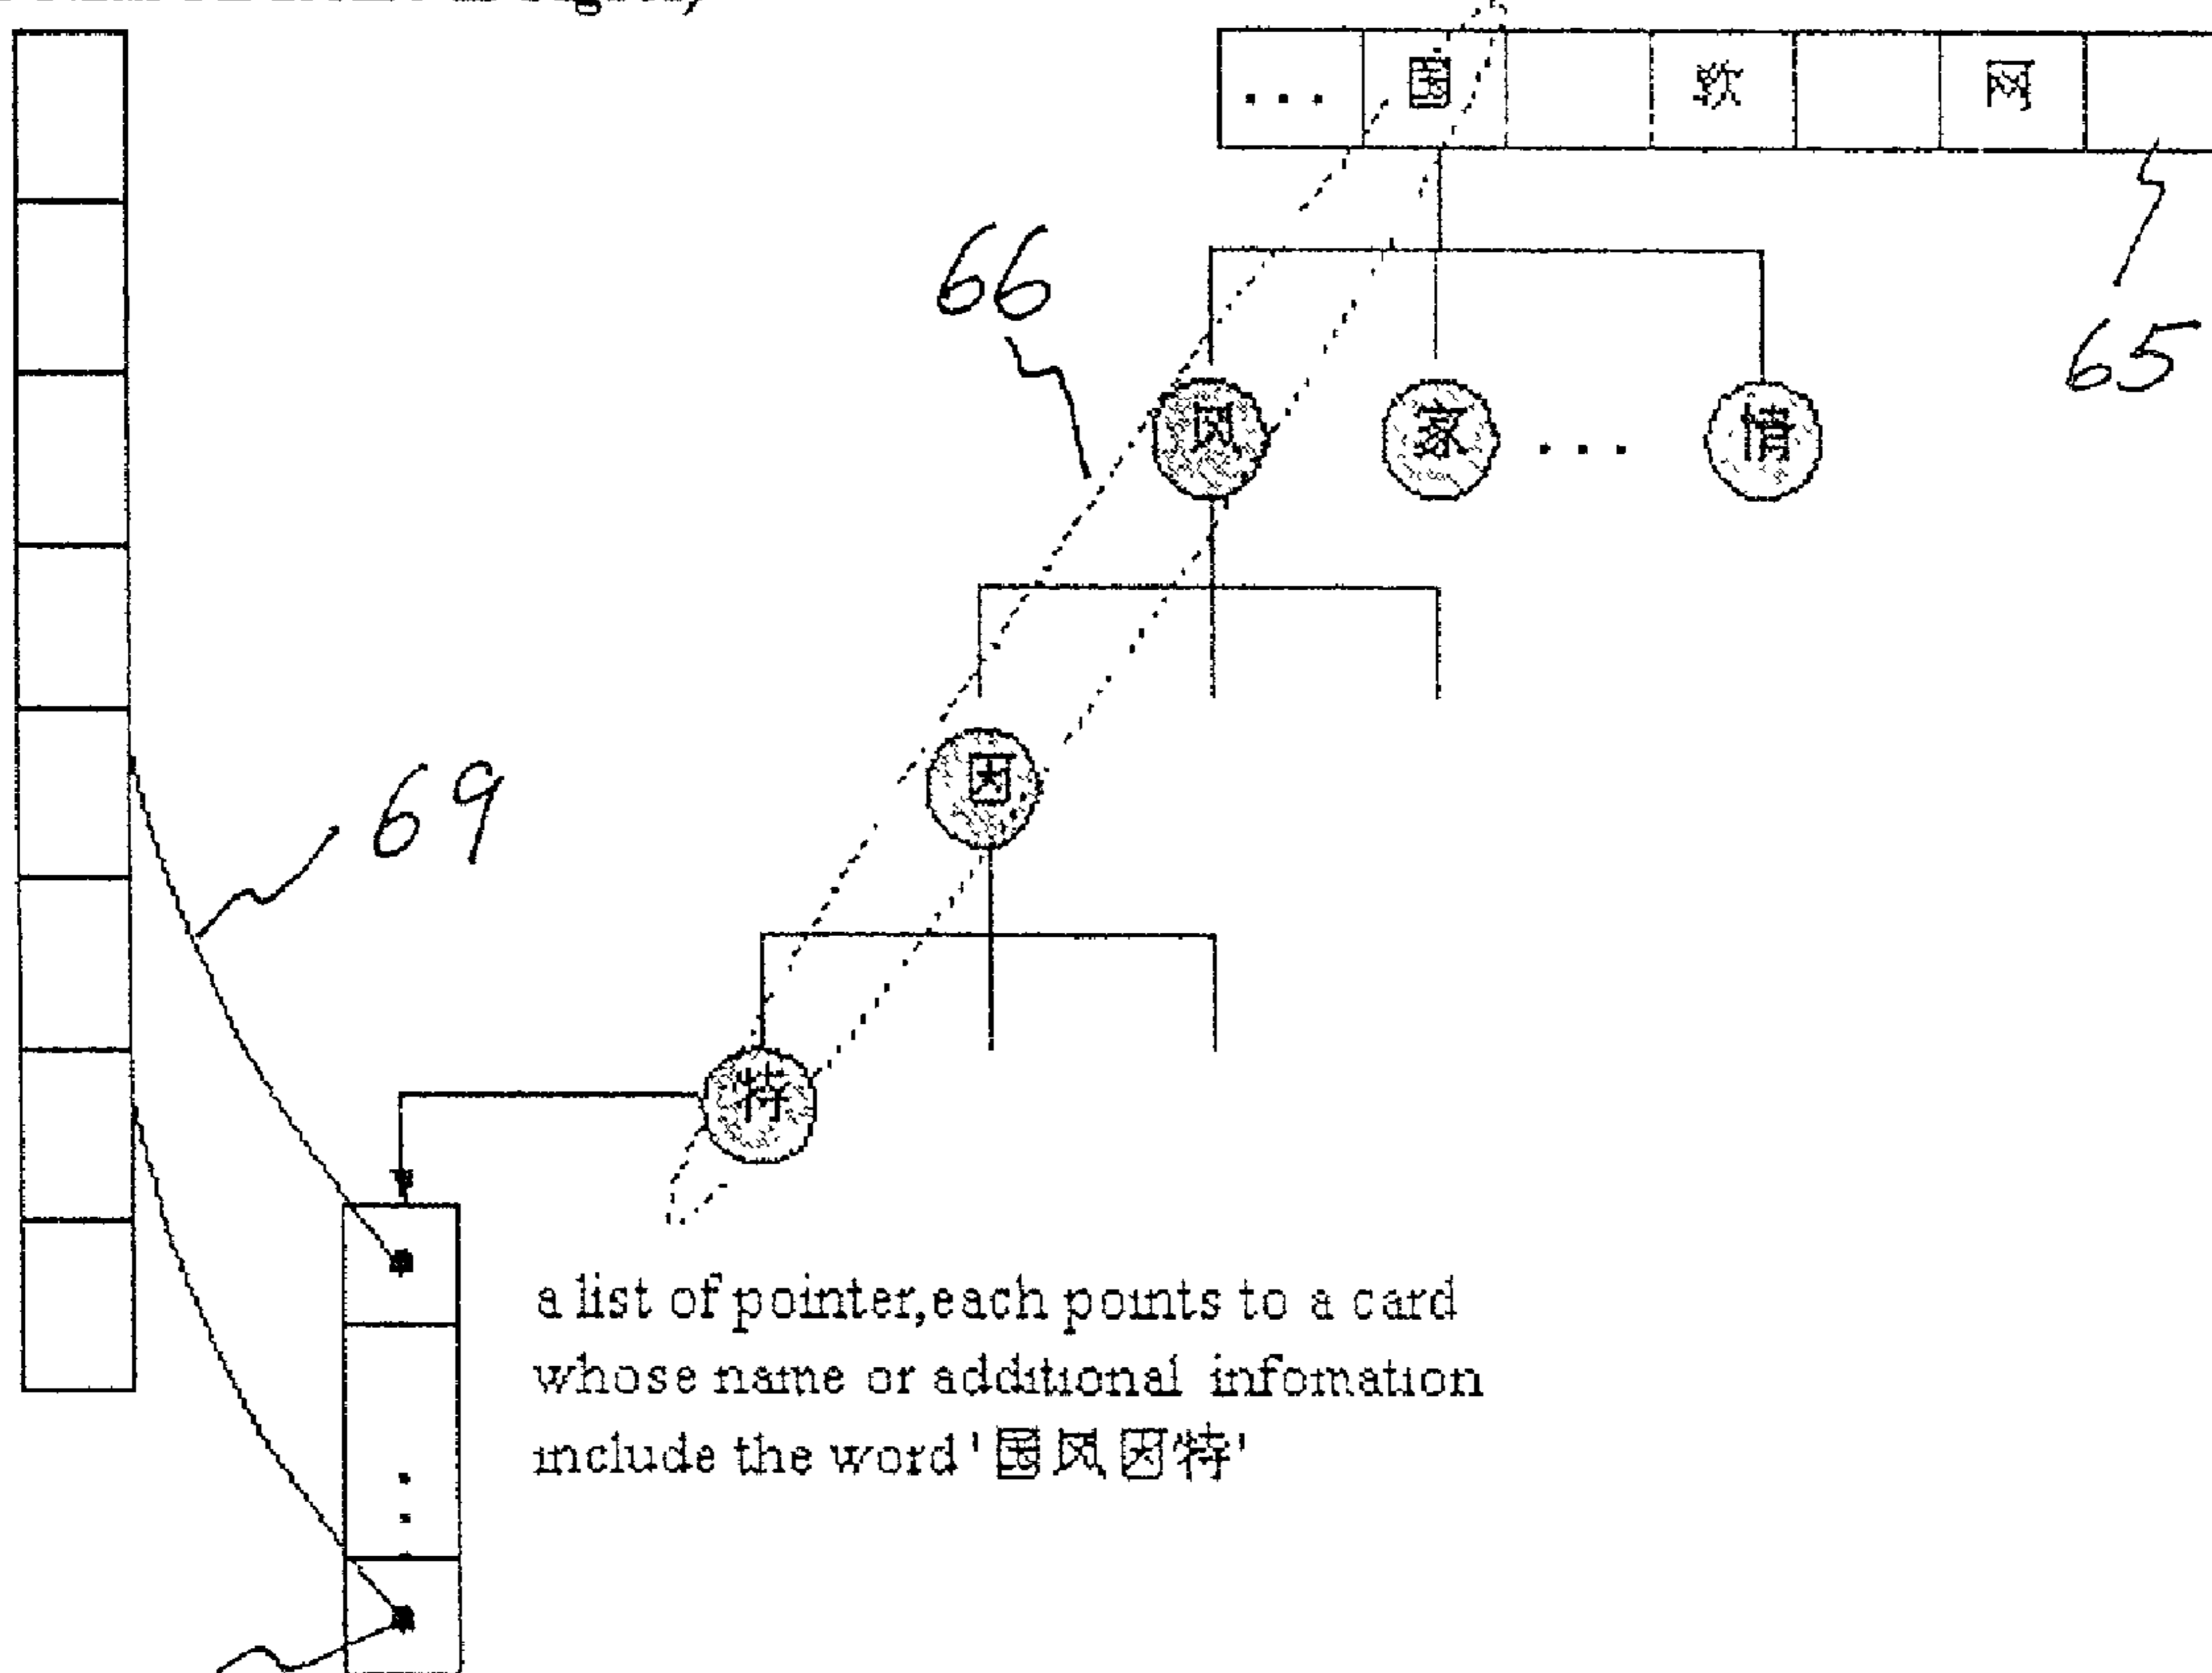 ... 国 软 网
66
65
风 家 ... 情
因
69
特
a list of pointer,each points to a card
whose name or additional infomation
include the word '国风因特'